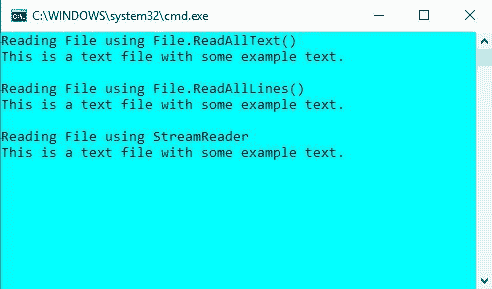 C:\WINDOWS\system32\cmd.exe
Reading File using File.ReadAllText()
This is a text file with some example text.
Reading File using File.ReadAllLines()
This is a text file with some example text.
Reading File using StreamReader
This is a text file with some example text.